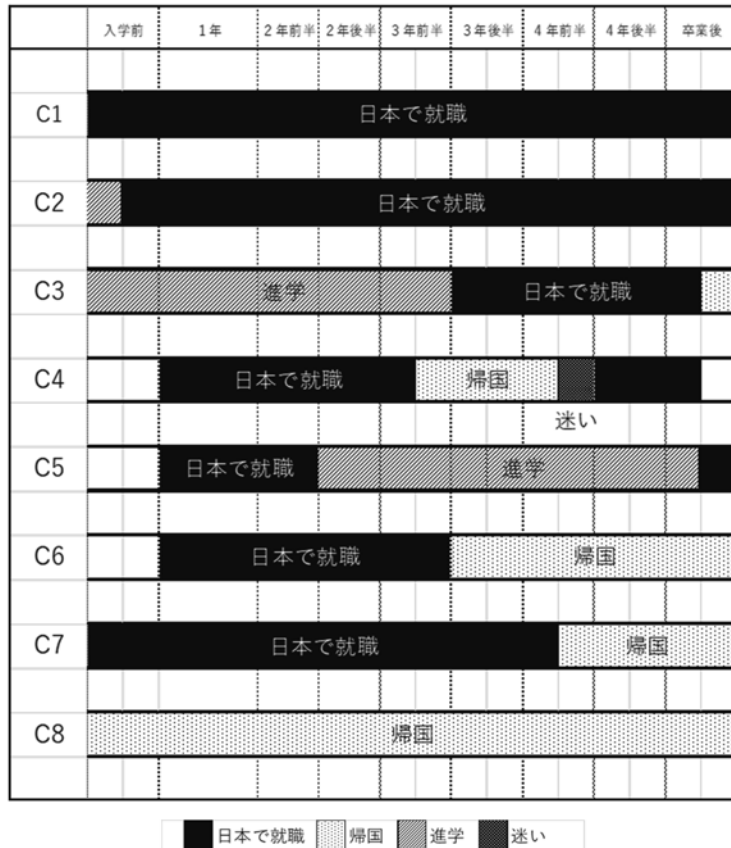 入学前 1年 2年前半 2年後半 3年前半 3年後半 4年前半 4年後半 卒業後
C1 日本で就職
C2 日本で就職
C3 進学 日本で就職
C4 日本で就職 帰国
迷い
C5 日本で就職 進学
C6 日本で就職 帰国
C7 日本で就職 帰国
C8 帰国
日本で就職 帰国 進学 迷い